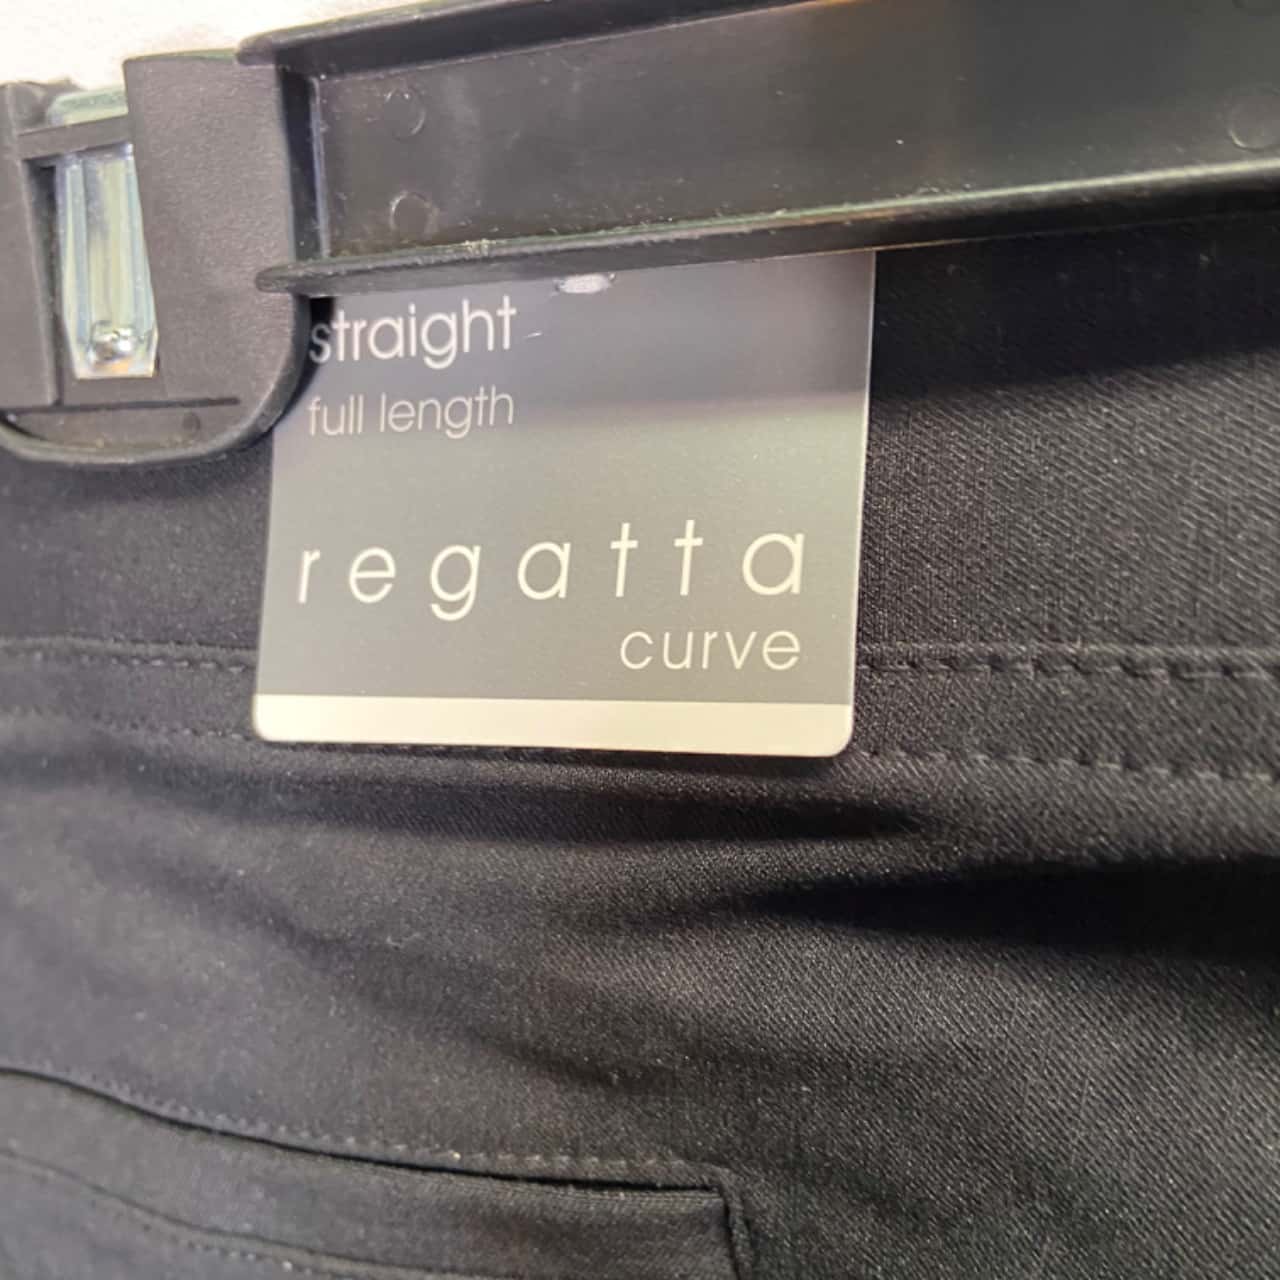 straight
full length
regatta
curve